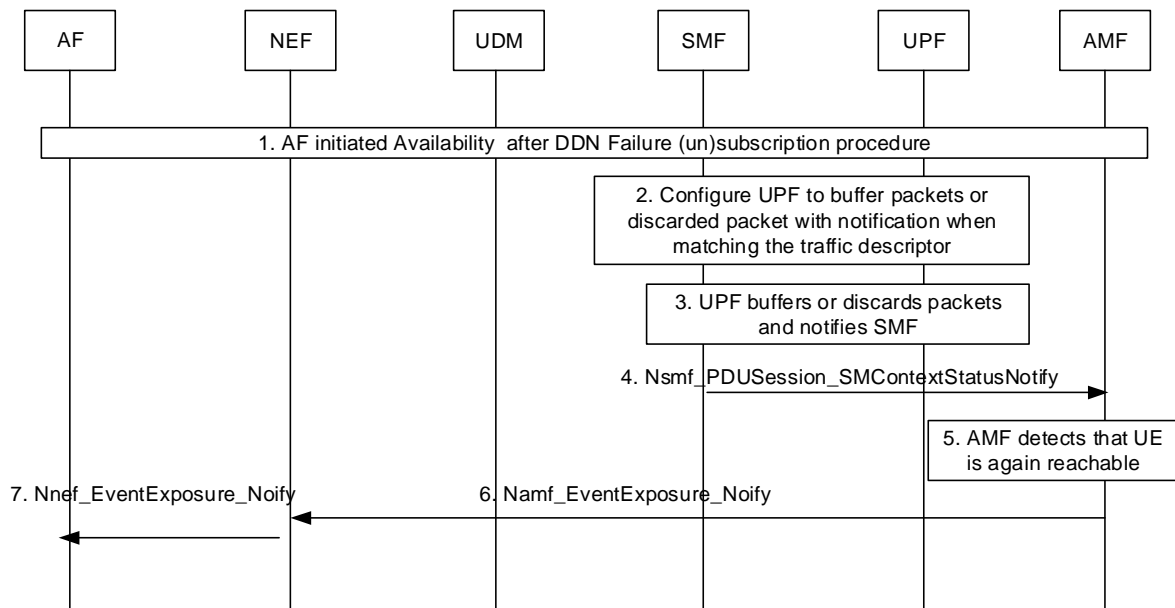 AF
NEF
UDM
SMF
UPF
AMF
1. AF initiated Availability after DDN Failure (un)subscription procedure
2. Configure UPF to buffer packets or
discarded packet with notification when
matching the traffic descriptor
3. UPF buffers or discards packets
and notifies SMF
4. Nsmf_PDUSession_SMContextStatusNotify
5. AMF detects that UE
is again reachable
7. Nnef_EventExposure_Noify
6. Namf_EventExposure_Noify